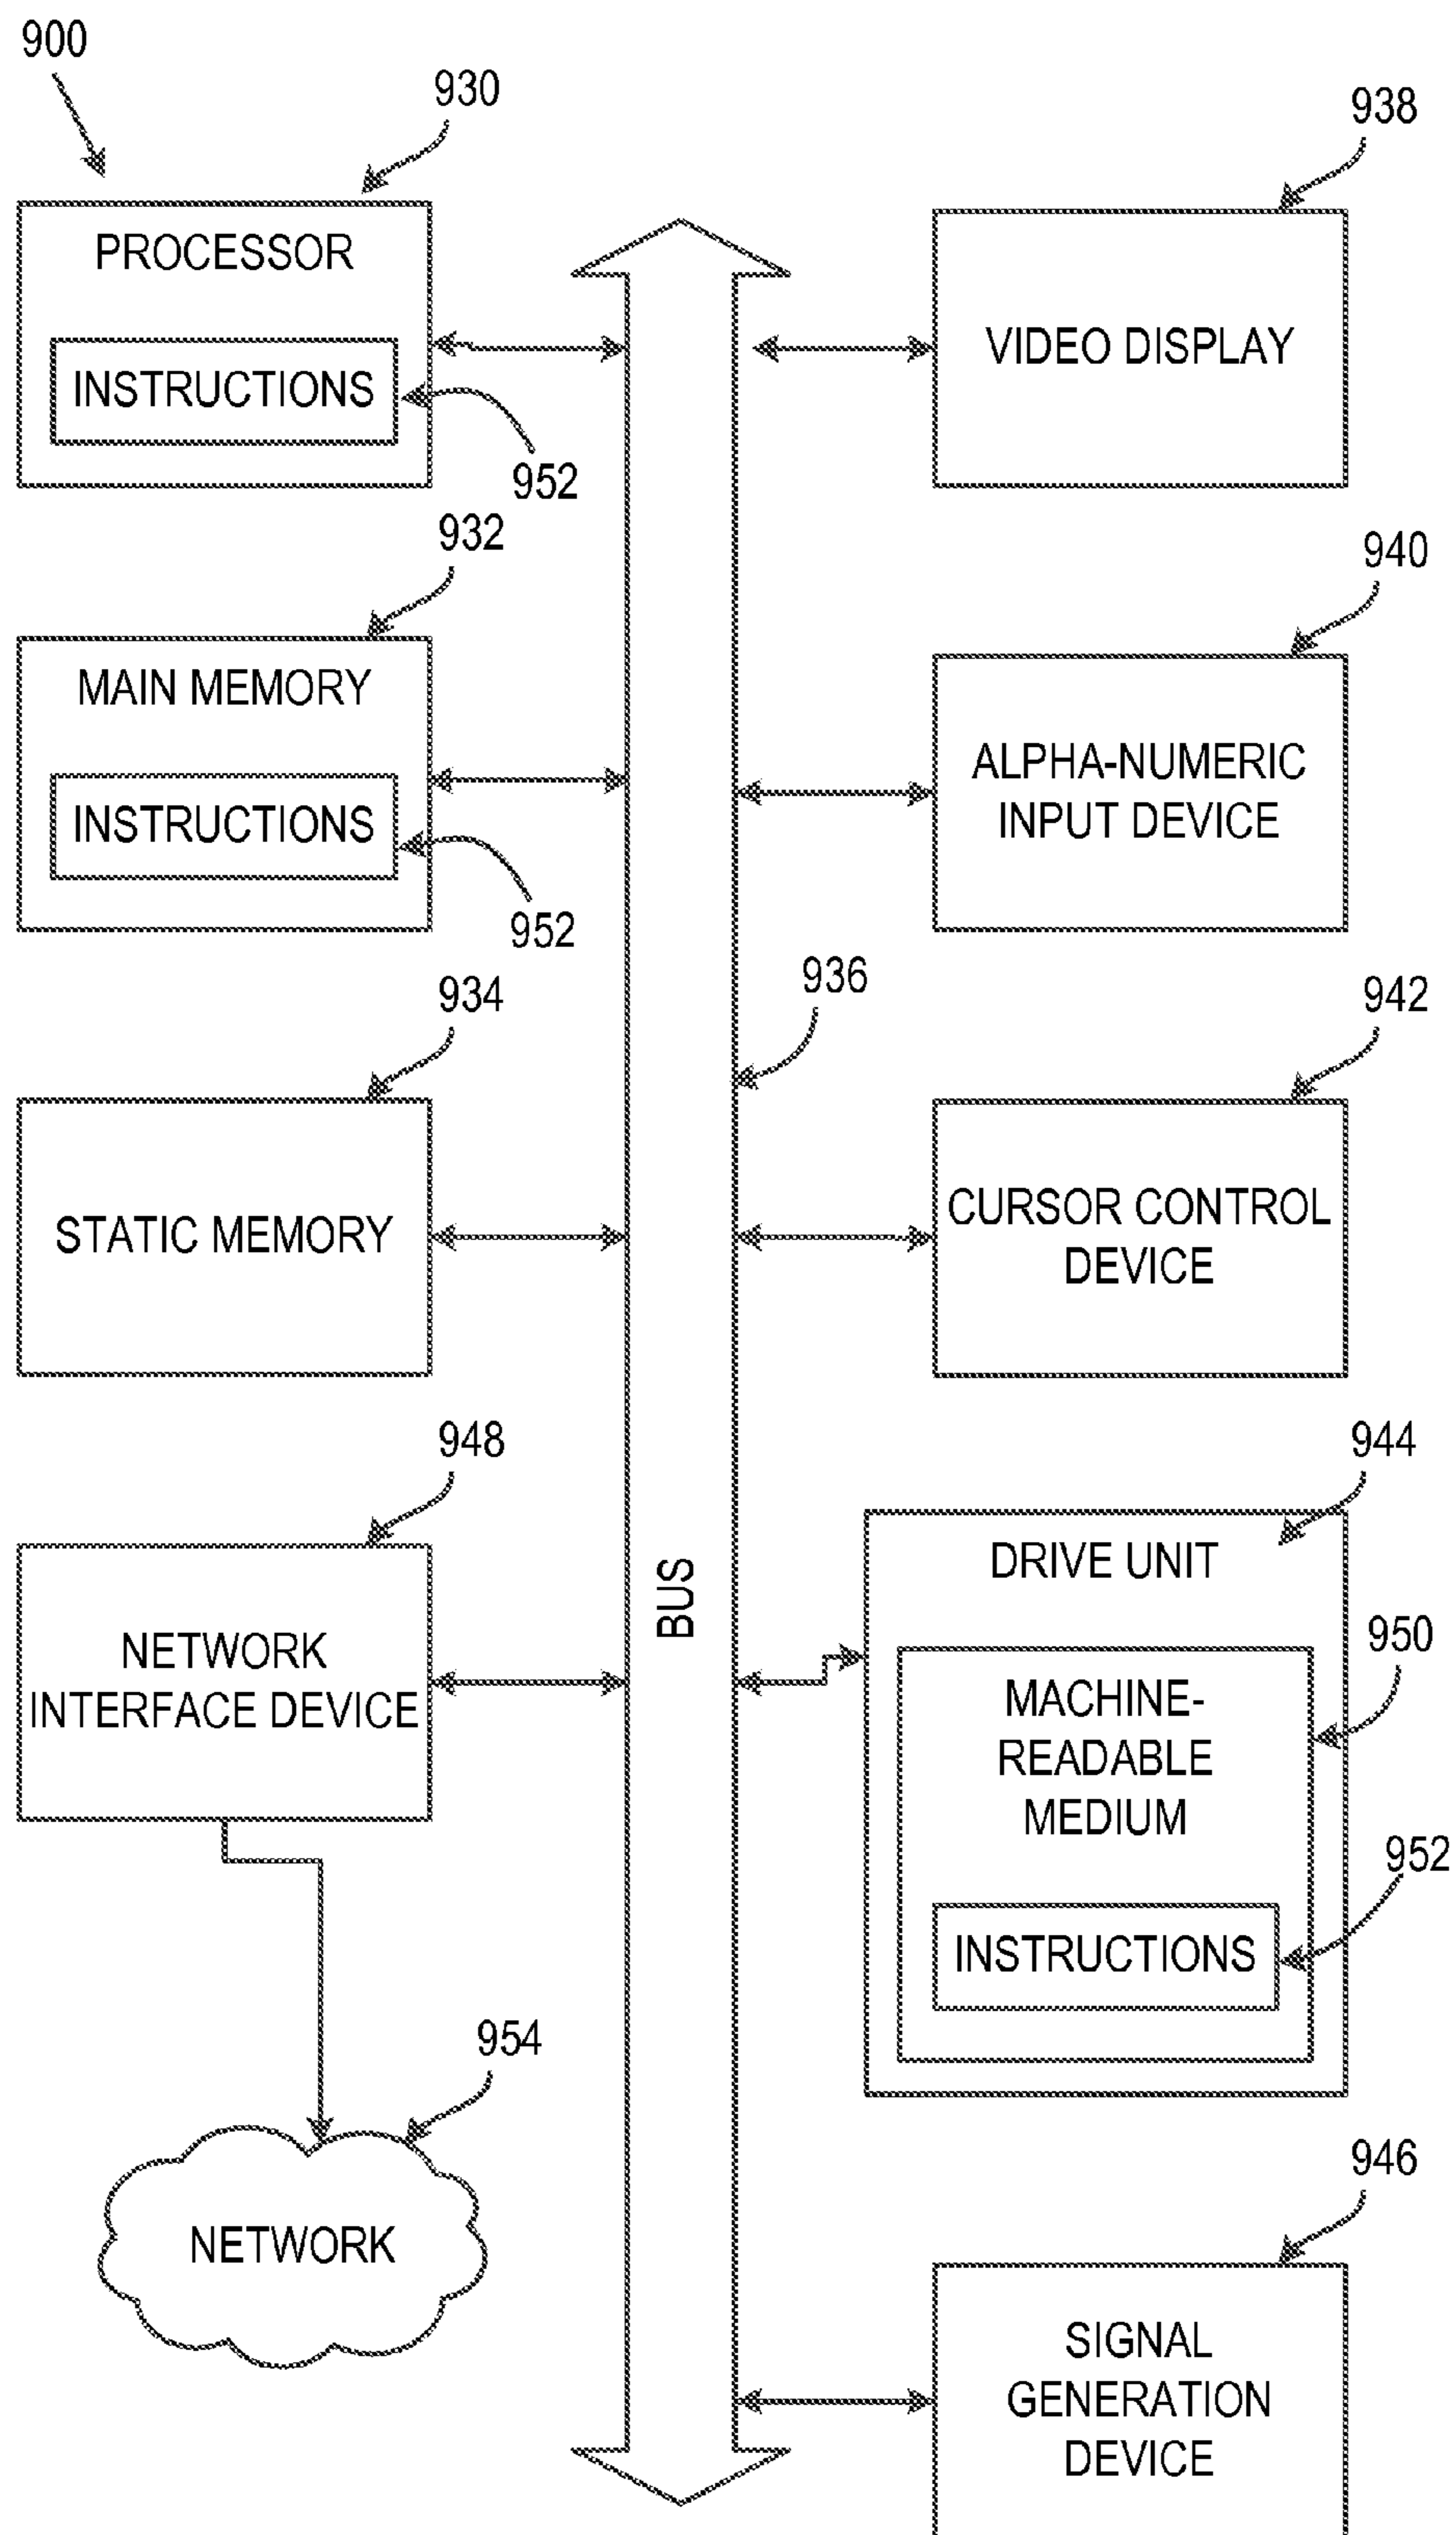 900
930
PROCESSOR
INSTRUCTIONS
952
932
MAIN MEMORY
INSTRUCTIONS
952
934
STATIC MEMORY
948
NETWORK
INTERFACE DEVICE
954
NETWORK
936
BUS
938
VIDEO DISPLAY
940
ALPHA-NUMERIC
INPUT DEVICE
942
CURSOR CONTROL
DEVICE
944
DRIVE UNIT
950
MACHINE-
READABLE
MEDIUM
952
INSTRUCTIONS
946
SIGNAL
GENERATION
DEVICE